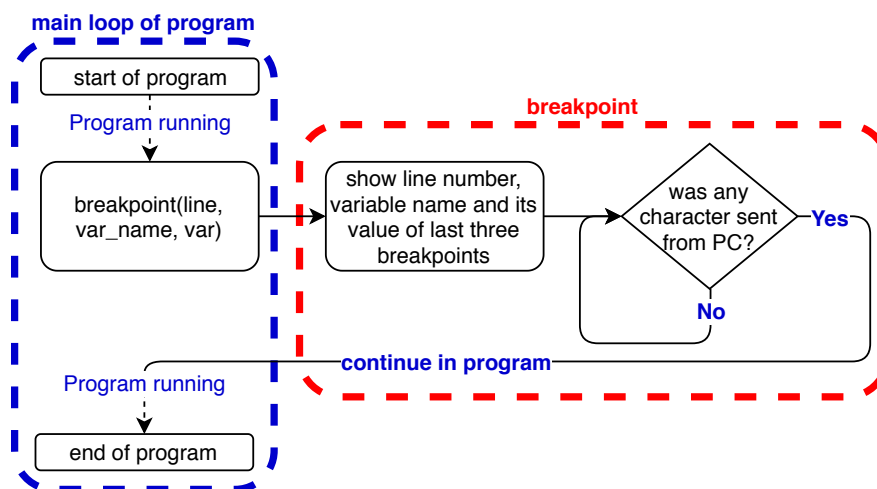 main loop of program
start of program
Program running
breakpoint(line,
var_name, var)
breakpoint
show line number,
variable name and its
value of last three
breakpoints
was any
character sent
from PC?
Yes
No
continue in program
Program running
end of program